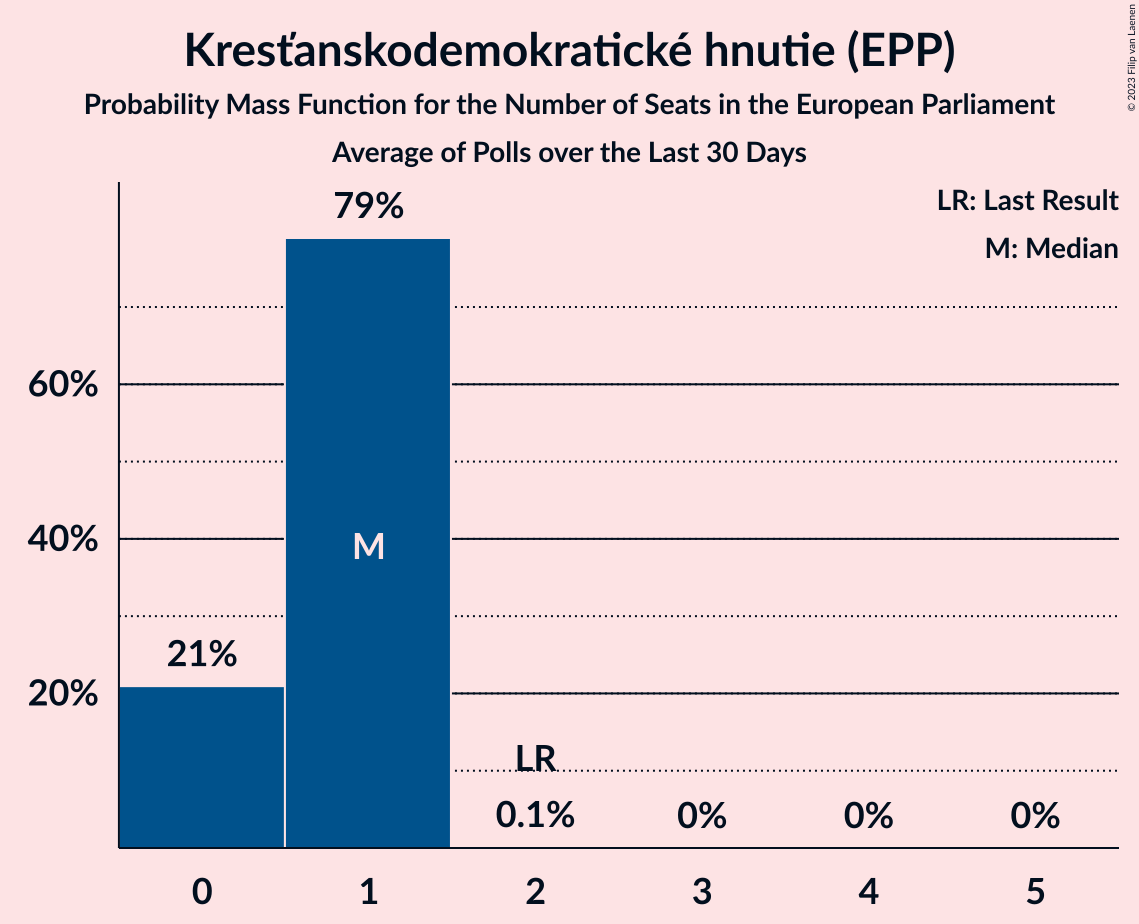 Kresťanskodemokratické hnutie (EPP)
Probability Mass Function for the Number of Seats in the European Parliament
Average of Polls over the Last 30 Days
© 2023 Filip van Laenen
LR: Last Result
M: Median
79%
60%
40%
M
21%
20%
LR
0.1%
0%
0%
0%
0
1
2
3
4
5